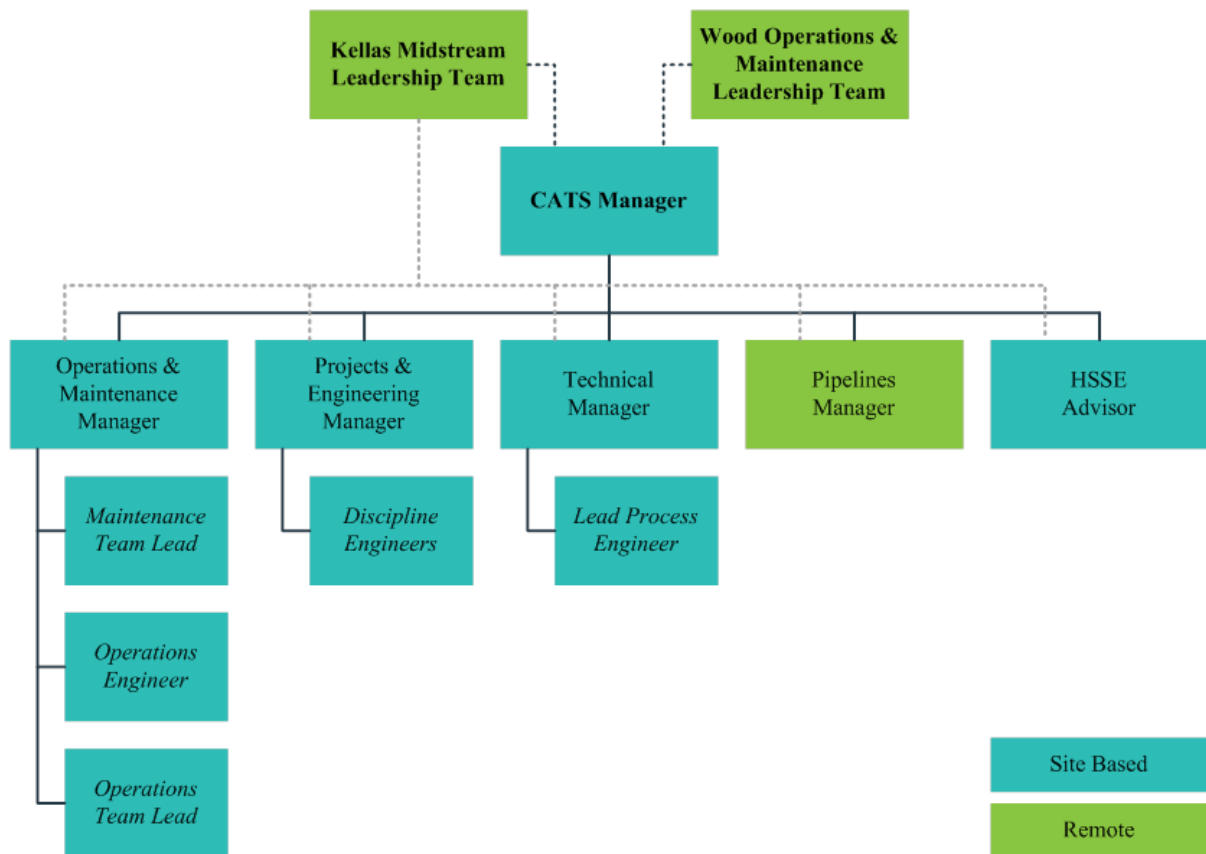 Kellas Midstream
Leadership Team
Wood Operations &
Maintenance
Leadership Team
CATS Manager
Operations &
Maintenance
Manager
Projects &
Engineering
Manager
Technical
Manager
Pipelines
Manager
HSSE
Advisor
Maintenance
Team Lead
Discipline
Engineers
Lead Process
Engineer
Operations
Engineer
Operations
Team Lead
Site Based
Remote